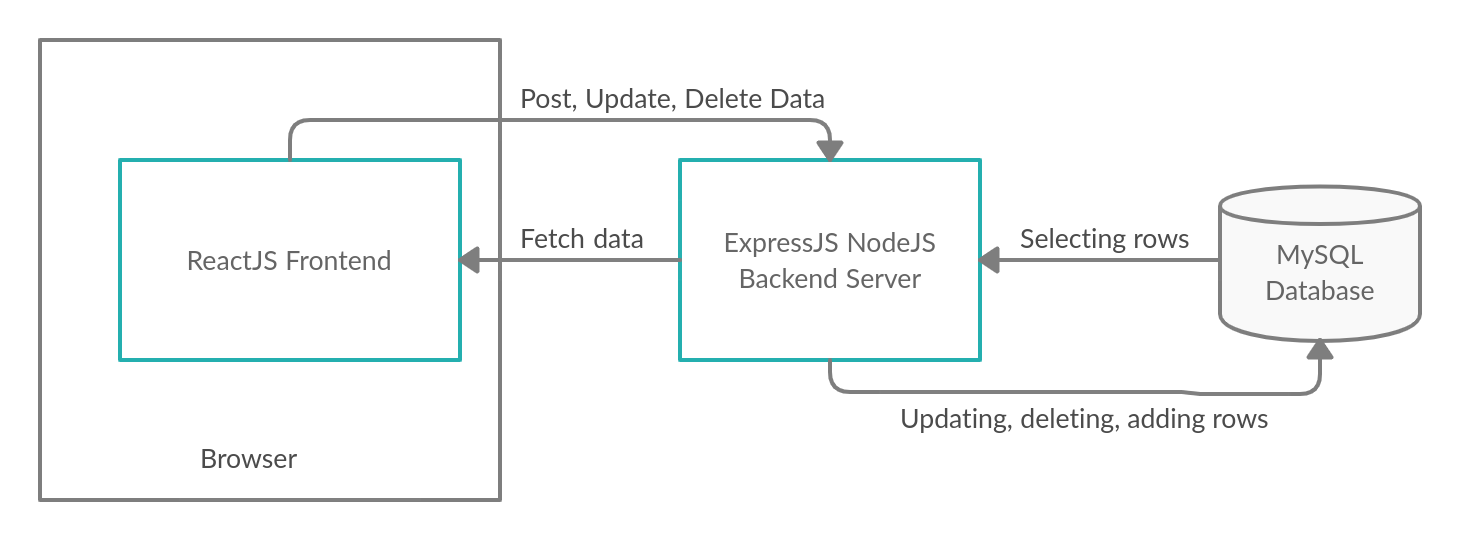 Post, Update, Delete Data
ReactJS Frontend
Fetch data
ExpressJS NodeJS
Backend Server
Selecting rows
MySQL
Database
Updating, deleting, adding rows
Browser